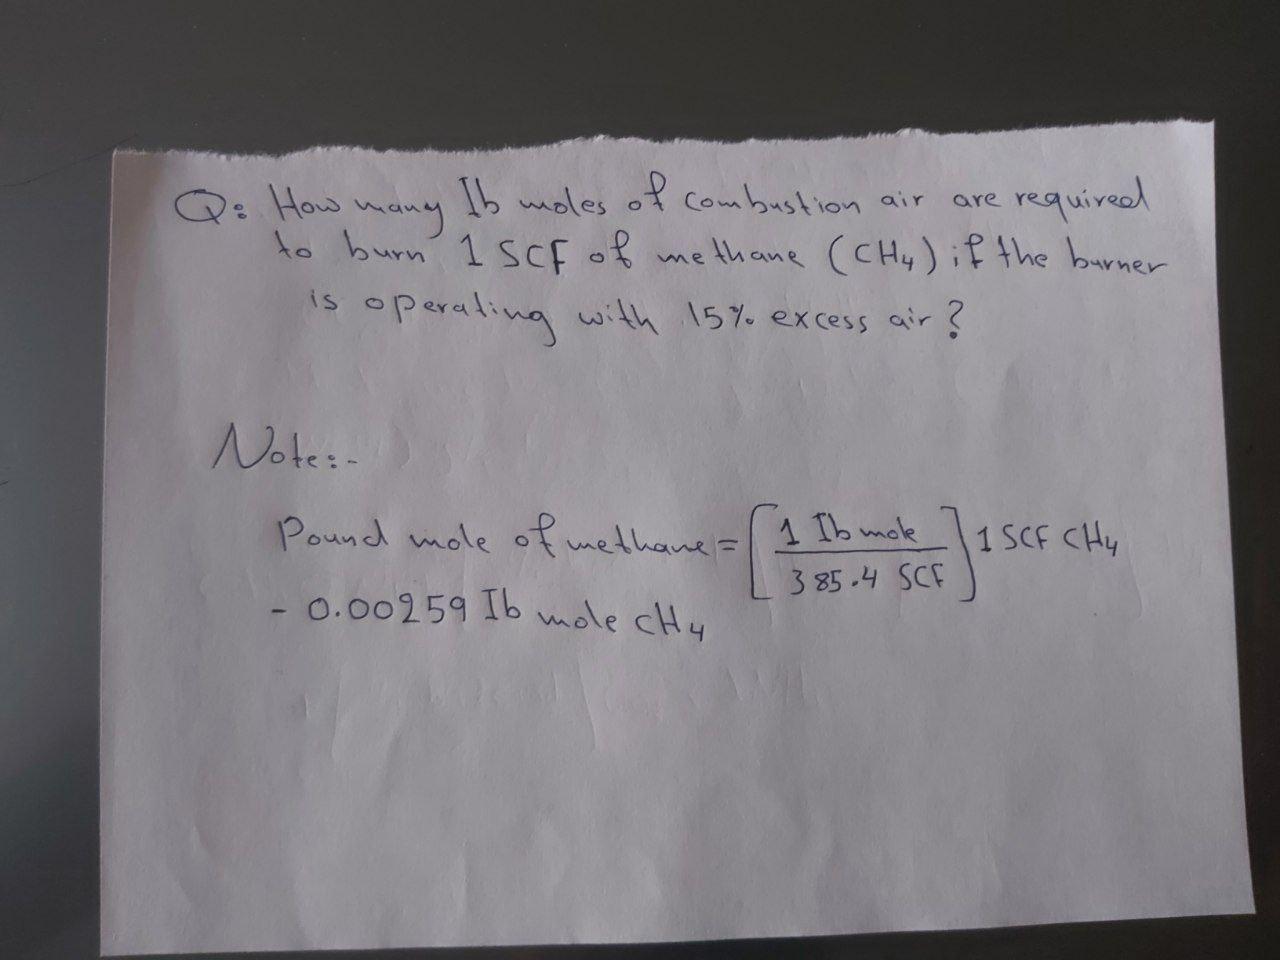 Q: How many Ib moles of combustion air are required
to burn 1 SCF of methane (CH4) if the burner
is operating with 15% excess air?
Note:-
Pound mole of methane = [1 Ib mole / 385.4 SCF] 1 SCF CH4
- 0.00259 Ib mole CH4